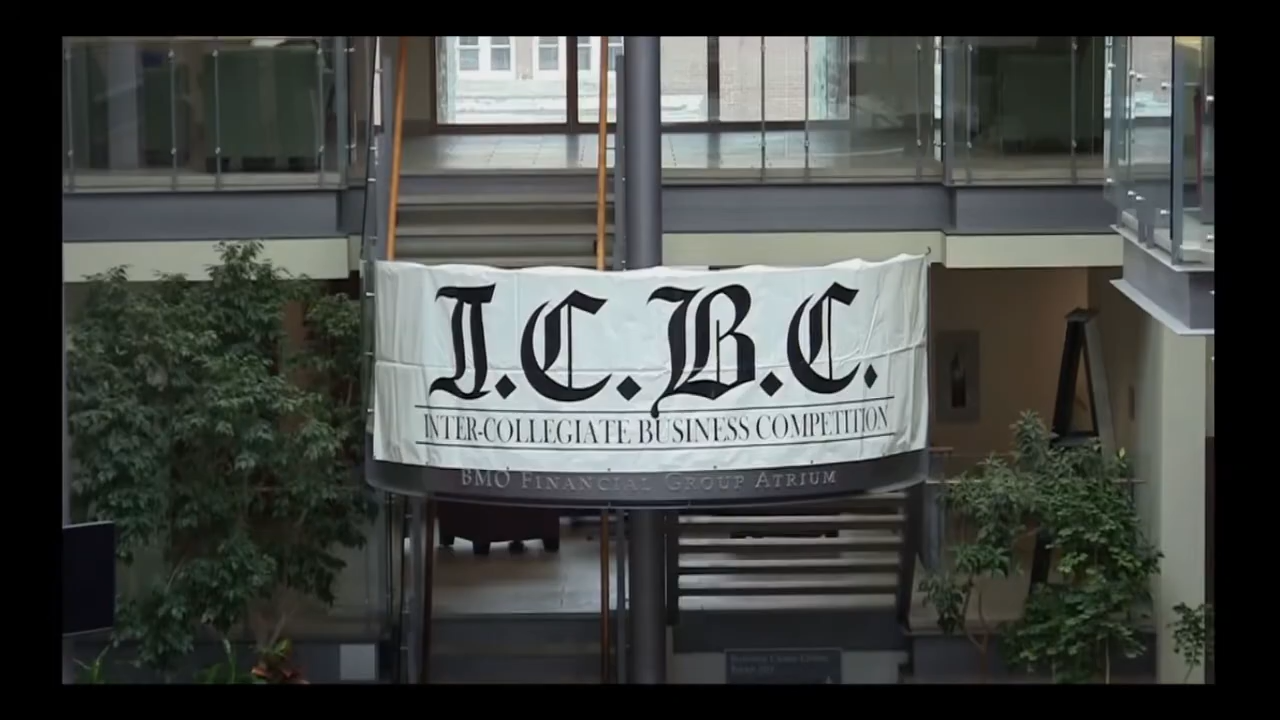 I.C.B.C.
INTER-COLLEGIATE BUSINESS COMPETITION
BMO FINANCIAL GROUP ATRIUM